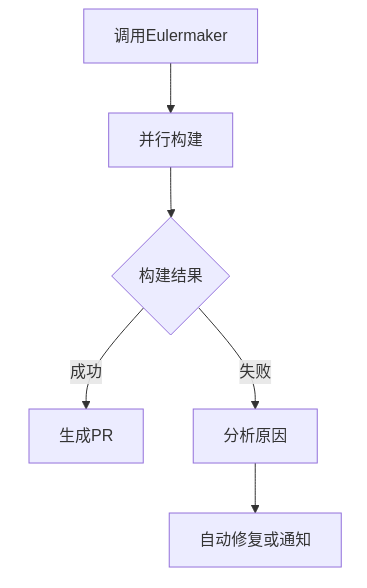 调用Eulermaker
并行构建
构建结果
成功
失败
生成PR
分析原因
自动修复或通知